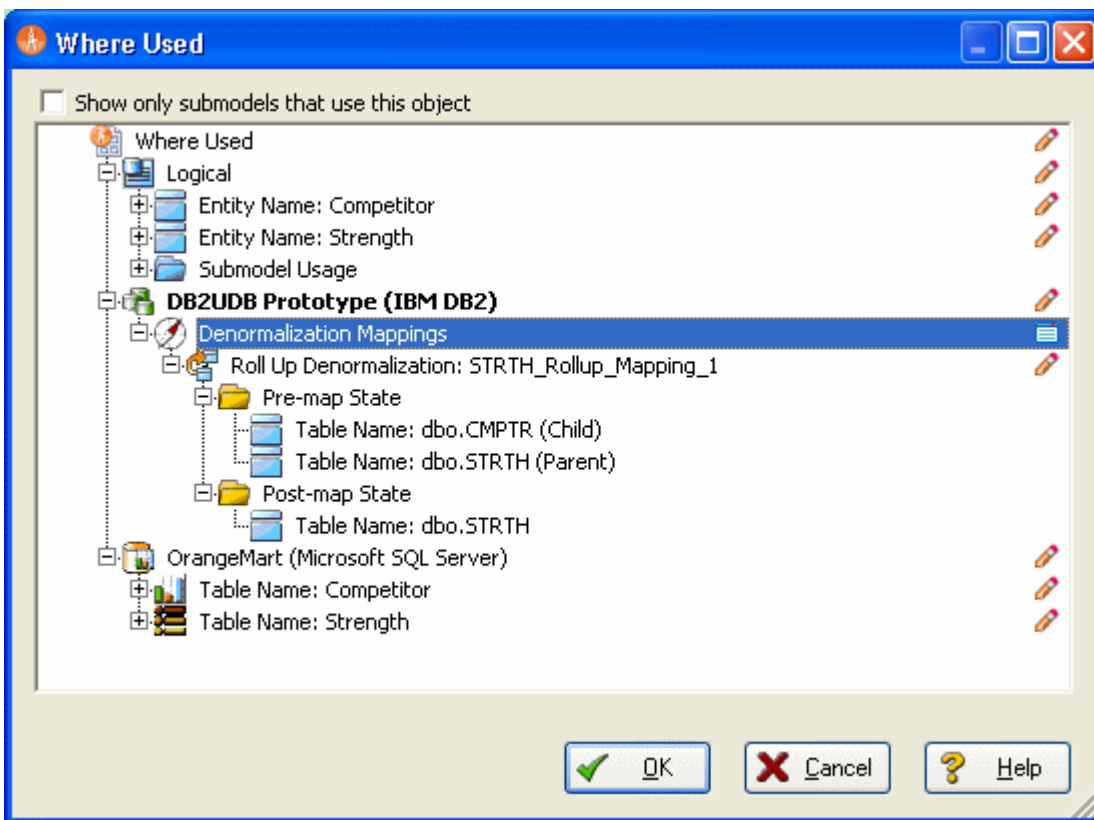 Where Used
Show only submodels that use this object
Where Used
Logical
Entity Name: Competitor
Entity Name: Strength
Submodel Usage
DB2UDB Prototype (IBM DB2)
Denormalization Mappings
Roll Up Denormalization: STRTH_Rollup_Mapping_1
Pre-map State
Table Name: dbo.CMPTR (Child)
Table Name: dbo.STRTH (Parent)
Post-map State
Table Name: dbo.STRTH
OrangeMart (Microsoft SQL Server)
Table Name: Competitor
Table Name: Strength
OK Cancel Help